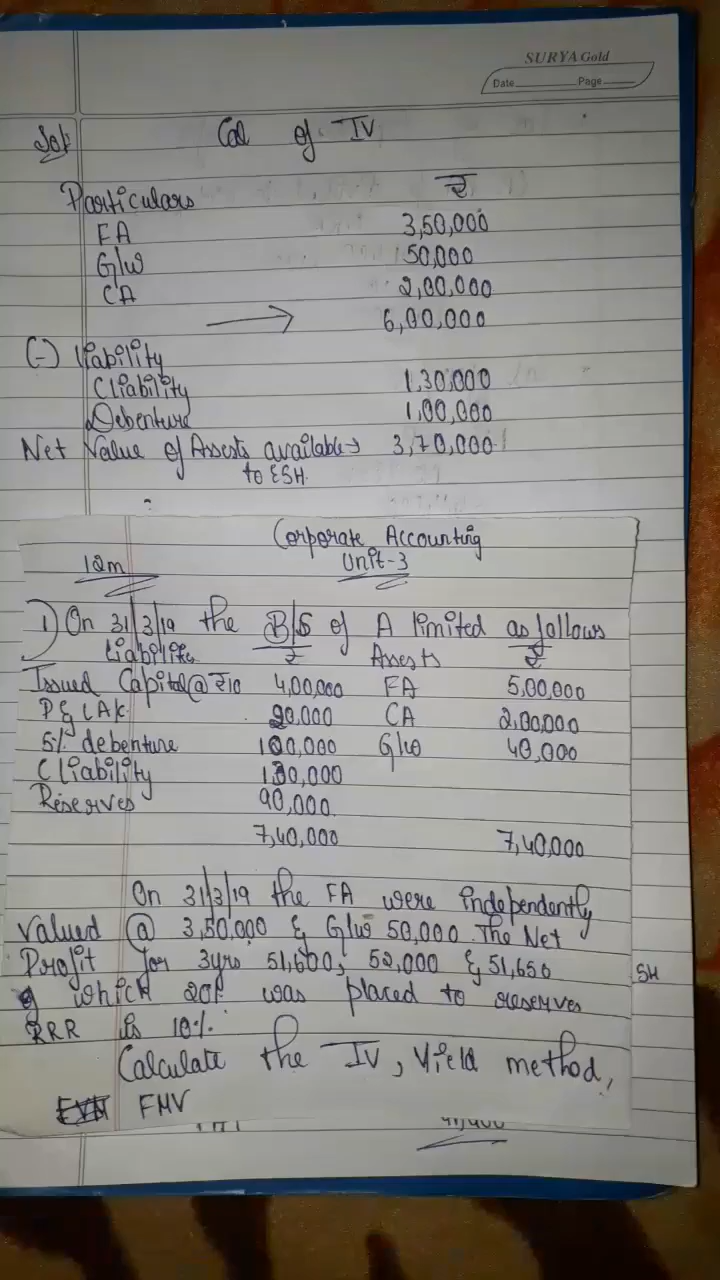 SURYA Gold
Date Page
Sol: Cal of IV
Particulars ₹
FA 3,50,000
G/w 50,000
CA 2,00,000
→ 6,00,000
(-) liability
C liability 1,30,000
Debenture 1,00,000
Net Value of Assests available → 3,70,000
to ESH.
Corporate Accounting
12m Unit-3
1) On 31/3/19 the B/S of A limited as follows
Liability ₹ Assests ₹
Issued Capital @ ₹10 4,00,000 FA 5,00,000
P & L A/c 20,000 CA 2,00,000
5% debenture 100,000 G/w 40,000
C liability 130,000
Reserves 90,000
7,40,000 7,40,000
On 31/3/19 the FA were independently
valued @ 3,50,000 & G/w 50,000. The Net
Profit for 3yrs 51,600, 52,000 & 51,650 SH
of which 20% was placed to reserves
RRR is 10%.
Calculate the IV, Yield method,
FMV